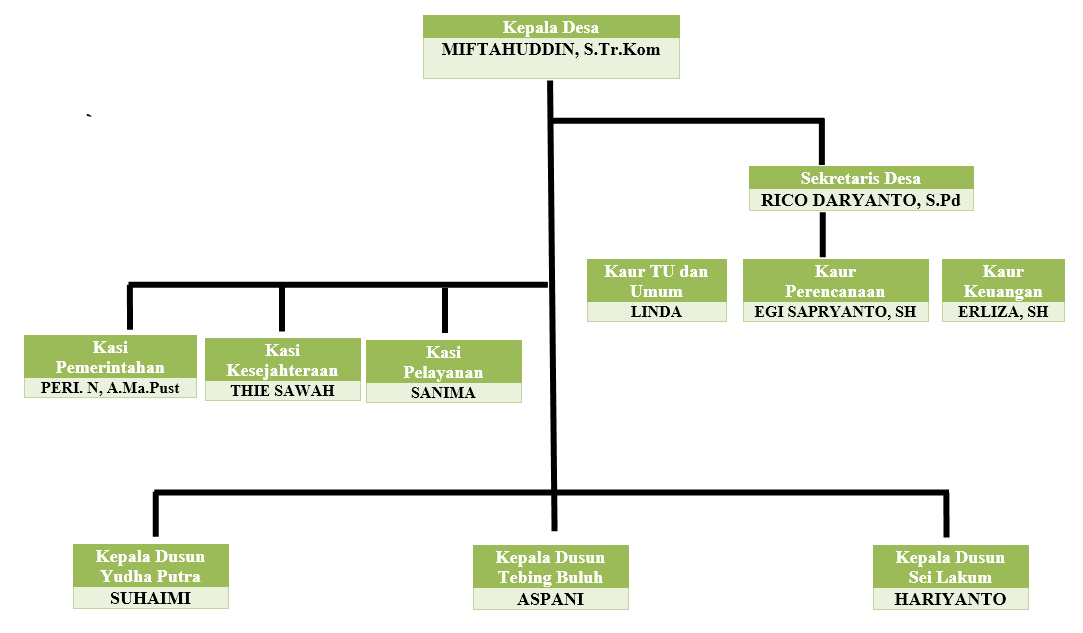 Kepala Desa
MIFTAHUDDIN, S.Tr.Kom
`
Sekretaris Desa
RICO DARYANTO, S.Pd
Kaur TU dan
Umum
LINDA
Kaur
Perencanaan
EGI SAPRYANTO, SH
Kaur
Keuangan
ERLIZA, SH
Kasi
Pemerintahan
PERI. N, A.Ma.Pust
Kasi
Kesejahteraan
THIE SAWAH
Kasi
Pelayanan
SANIMA
Kepala Dusun
Yudha Putra
SUHAIMI
Kepala Dusun
Tebing Buluh
ASPANI
Kepala Dusun
Sei Lakum
HARIYANTO